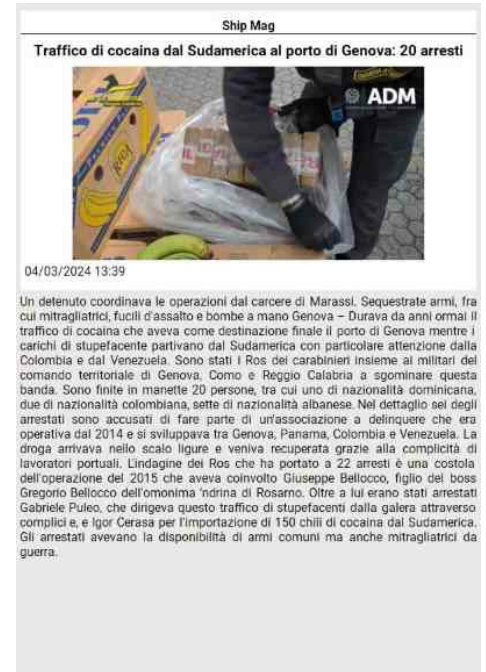 Ship Mag
Traffico di cocaina dal Sudamerica al porto di Genova: 20 arresti
ADM
04/03/2024 13:39
Un detenuto coordinava le operazioni dal carcere di Marassi. Sequestrate armi, fra
cui mitragliatrici, fucili d'assalto e bombe a mano Genova – Durava da anni ormai il
traffico di cocaina che aveva come destinazione finale il porto di Genova mentre i
carichi di stupefacente partivano dal Sudamerica con particolare attenzione dalla
Colombia e dal Venezuela. Sono stati i Ros dei carabinieri insieme ai militari del
comando territoriale di Genova, Como e Reggio Calabria a sgominare questa
banda. Sono finite in manette 20 persone, tra cui uno di nazionalità dominicana,
due di nazionalità colombiana, sette di nazionalità albanese. Nel dettaglio sei degli
arrestati sono accusati di fare parte di un'associazione a delinquere che era
operativa dal 2014 e si sviluppava tra Genova, Panama, Colombia e Venezuela. La
droga arrivava nello scalo ligure e veniva recuperata grazie alla complicità di
lavoratori portuali. L'indagine dei Ros che ha portato a 22 arresti è una costola
dell'operazione del 2015 che aveva coinvolto Giuseppe Bellocco, figlio del boss
Gregorio Bellocco dell'omonima 'ndrina di Rosarno. Oltre a lui erano stati arrestati
Gabriele Puleo, che dirigeva questo traffico di stupefacenti dalla galera attraverso
complici e, e Igor Cerasa per l'importazione di 150 chili di cocaina dal Sudamerica.
Gli arrestati avevano la disponibilità di armi comuni ma anche mitragliatrici da
guerra.